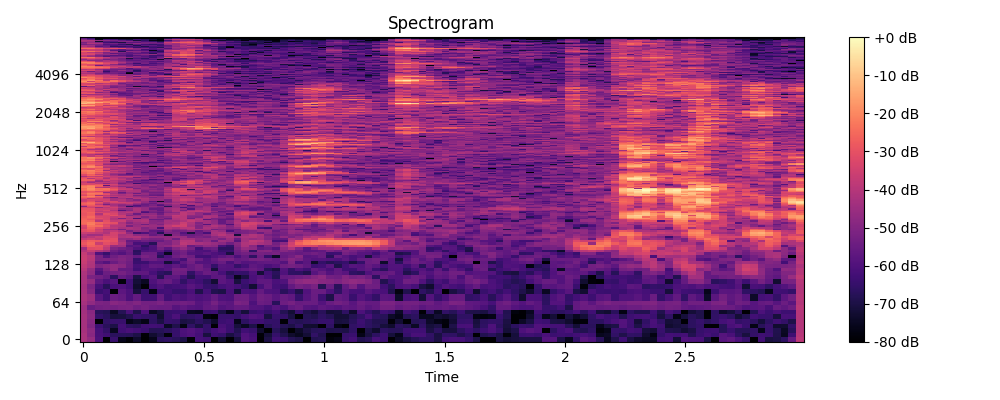 Spectrogram
Hz
4096
2048
1024
512
256
128
64
0
0
0.5
1
1.5
2
2.5
Time
+0 dB
-10 dB
-20 dB
-30 dB
-40 dB
-50 dB
-60 dB
-70 dB
-80 dB